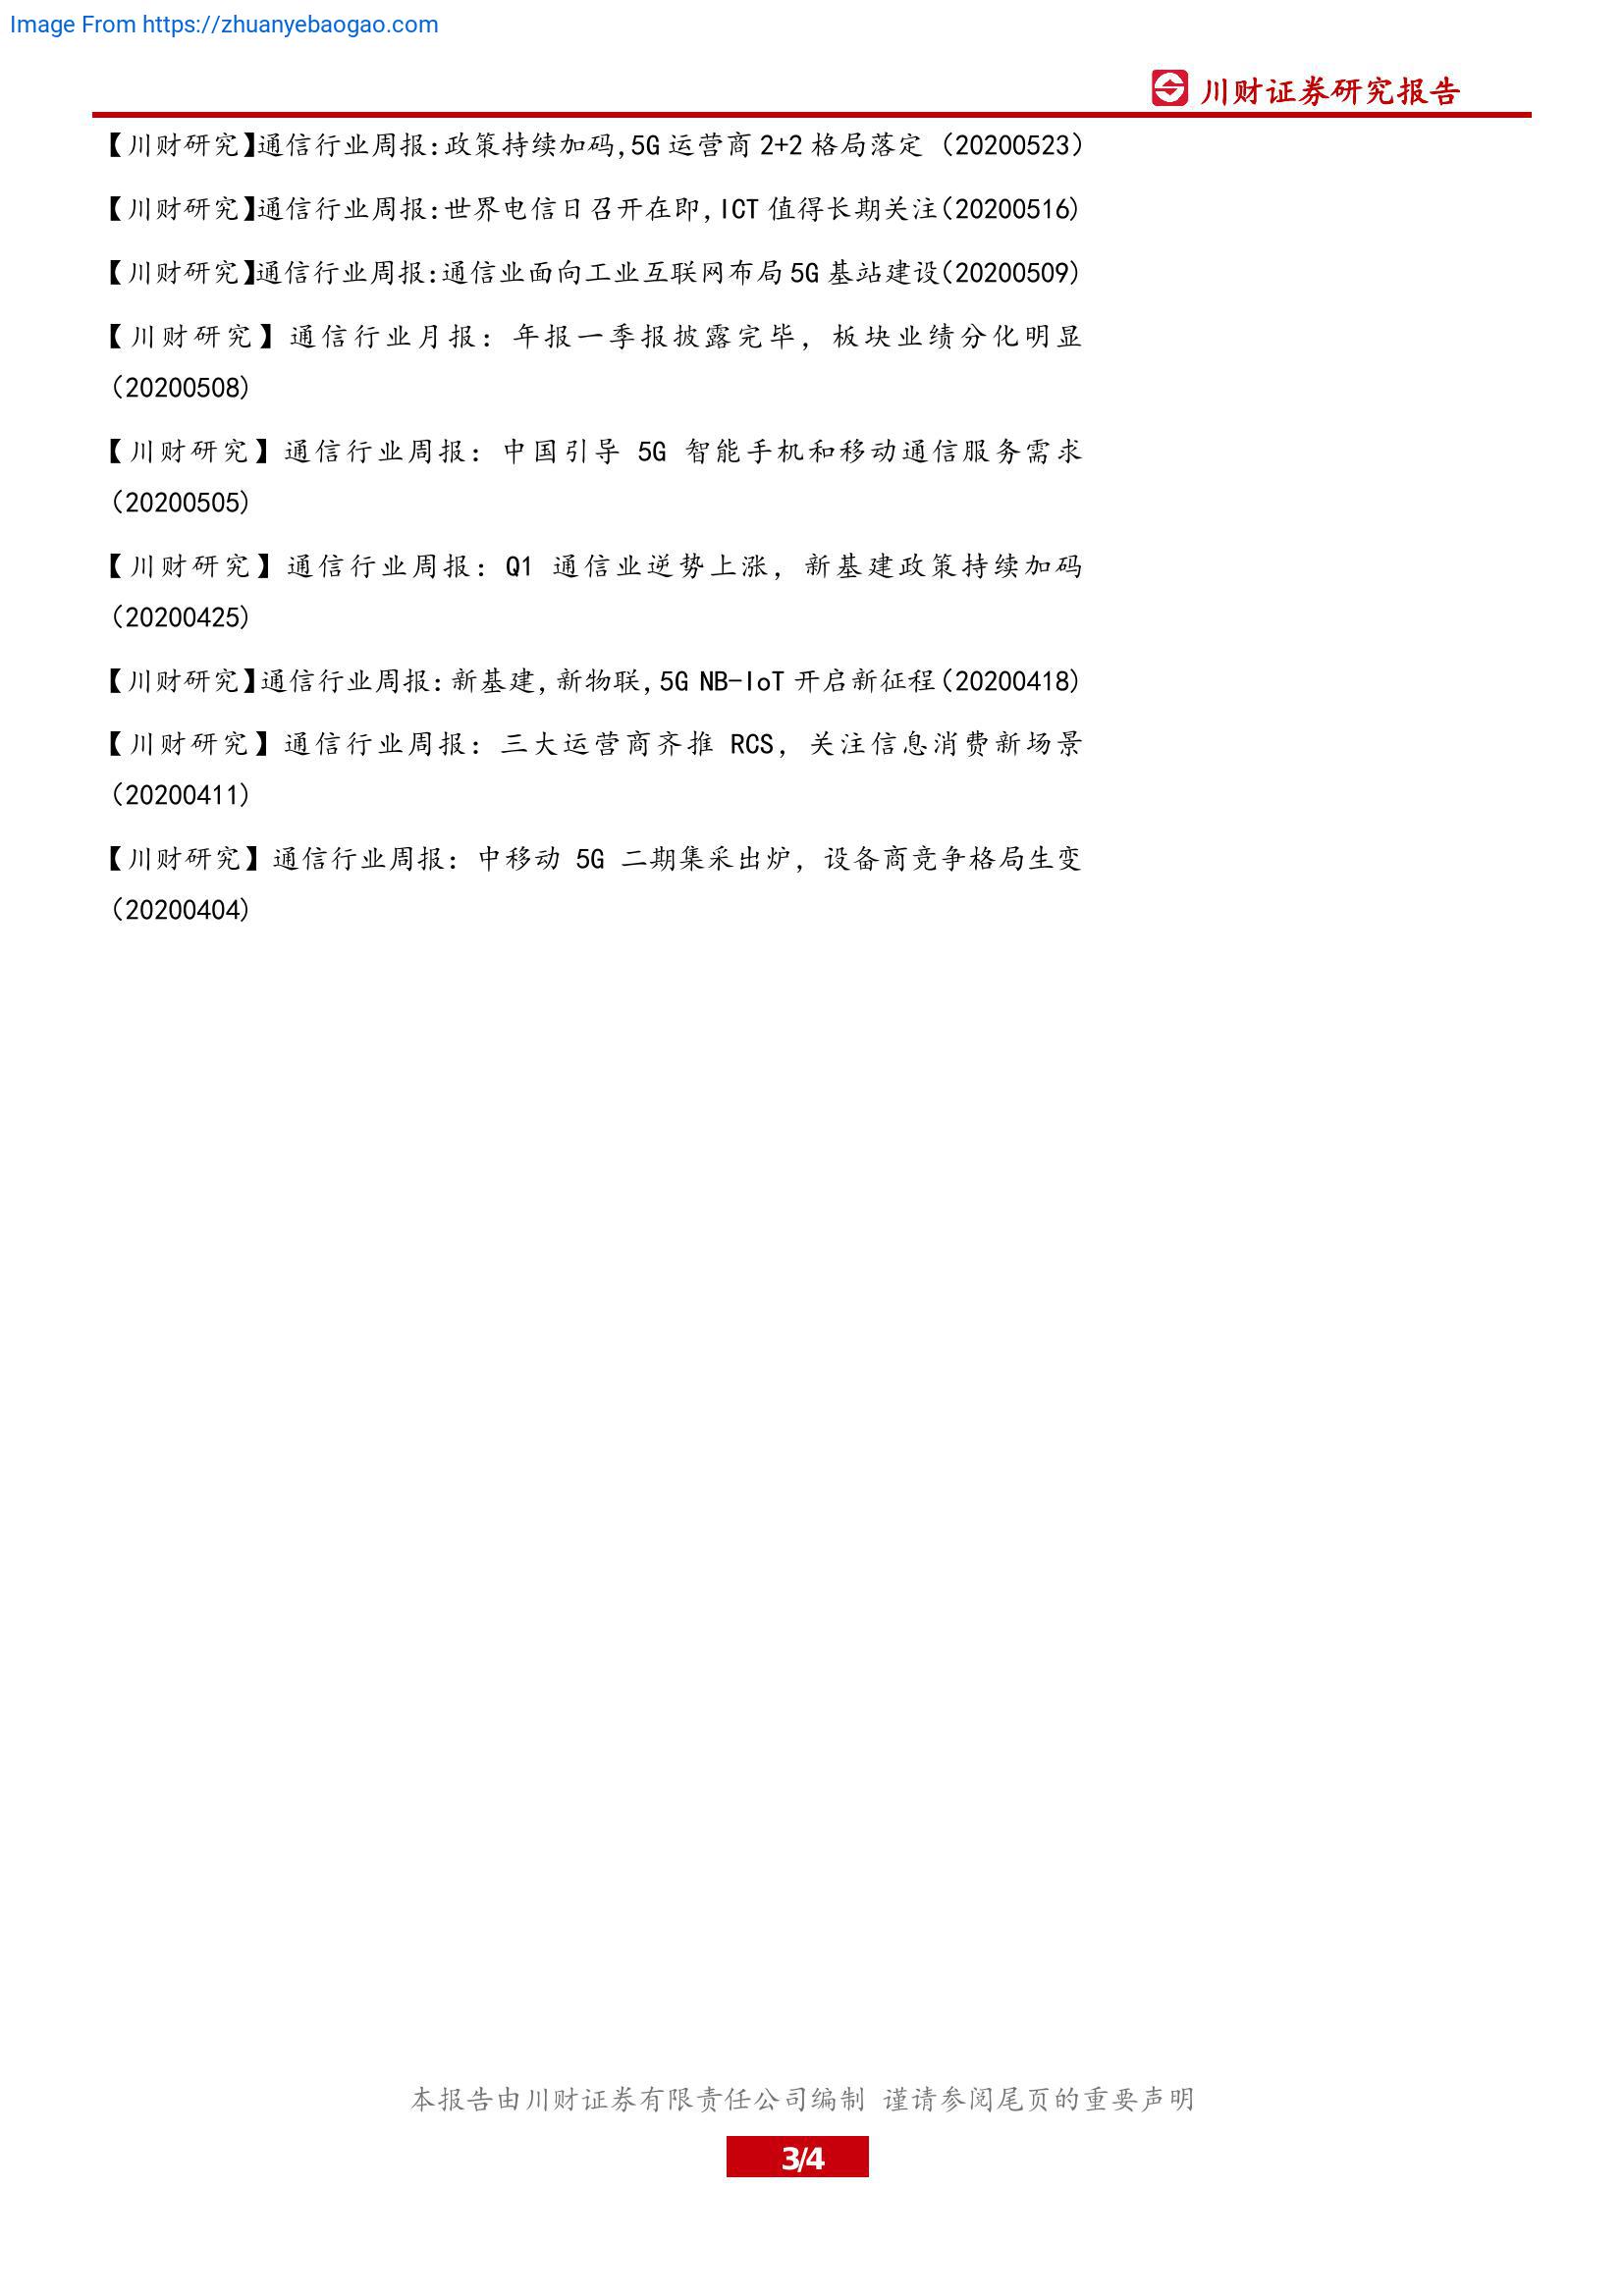 Image From https://zhuanyebaogao.com
川财证券研究报告
【川财研究】通信行业周报:政策持续加码,5G运营商2+2格局落定（20200523）
【川财研究】通信行业周报:世界电信日召开在即,ICT值得长期关注(20200516)
【川财研究】通信行业周报:通信业面向工业互联网布局5G基站建设(20200509)
【川财研究】通信行业月报：年报一季报披露完毕，板块业绩分化明显
(20200508)
【川财研究】通信行业周报：中国引导 5G 智能手机和移动通信服务需求
(20200505)
【川财研究】通信行业周报：Q1 通信业逆势上涨，新基建政策持续加码
(20200425)
【川财研究】通信行业周报:新基建,新物联,5G NB-IoT开启新征程(20200418)
【川财研究】通信行业周报：三大运营商齐推 RCS，关注信息消费新场景
(20200411)
【川财研究】通信行业周报：中移动 5G 二期集采出炉，设备商竞争格局生变
(20200404)
本报告由川财证券有限责任公司编制 谨请参阅尾页的重要声明
3/4